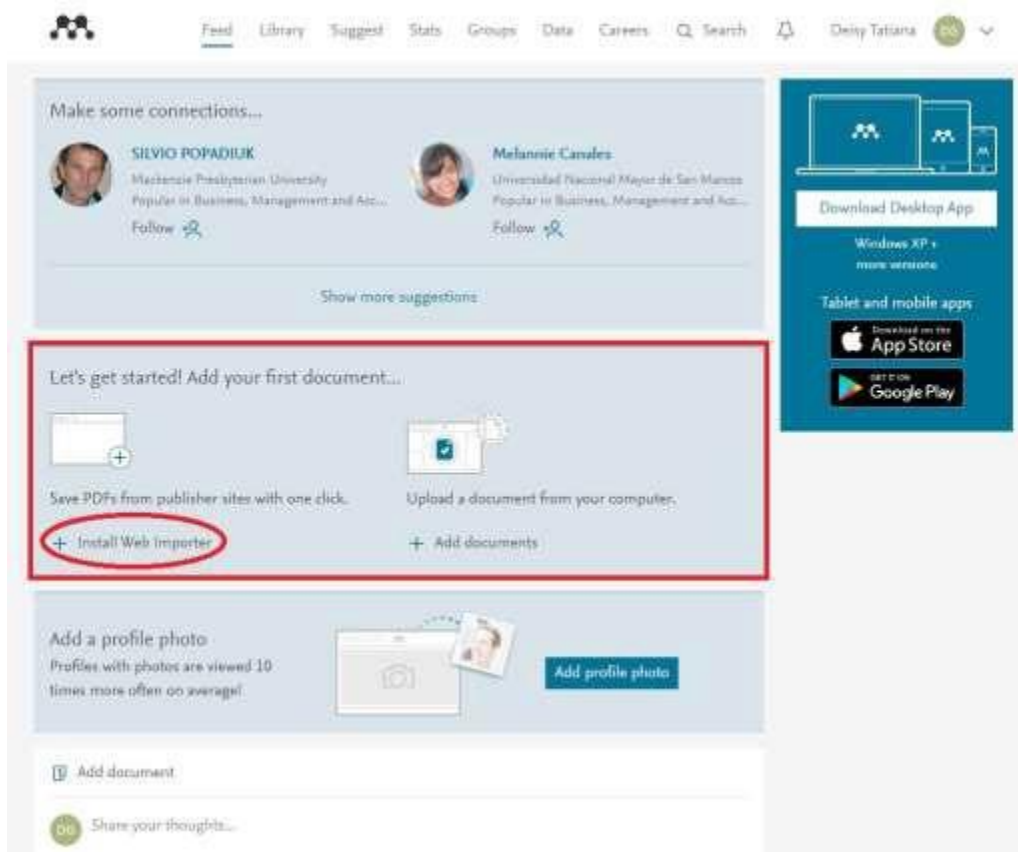 Feed Library Suggest Stats Groups Data Careers Search Deisy Tatiana DG
Make some connections...
SILVIO POPADIUK
Mackenzie Presbyterian University
Popular in Business, Management and Acc...
Follow
Melannie Canales
Universidad Nacional Mayor de San Marcos
Popular in Business, Management and Acc...
Follow
Show more suggestions
Download Desktop App
Windows XP +
more versions
Tablet and mobile apps
Download on the
App Store
GET IT ON
Google Play
Let's get started! Add your first document...
Save PDFs from publisher sites with one click.
+ Install Web Importer
Upload a document from your computer.
+ Add documents
Add a profile photo
Profiles with photos are viewed 10
times more often on average!
Add profile photo
Add document
DG Share your thoughts...